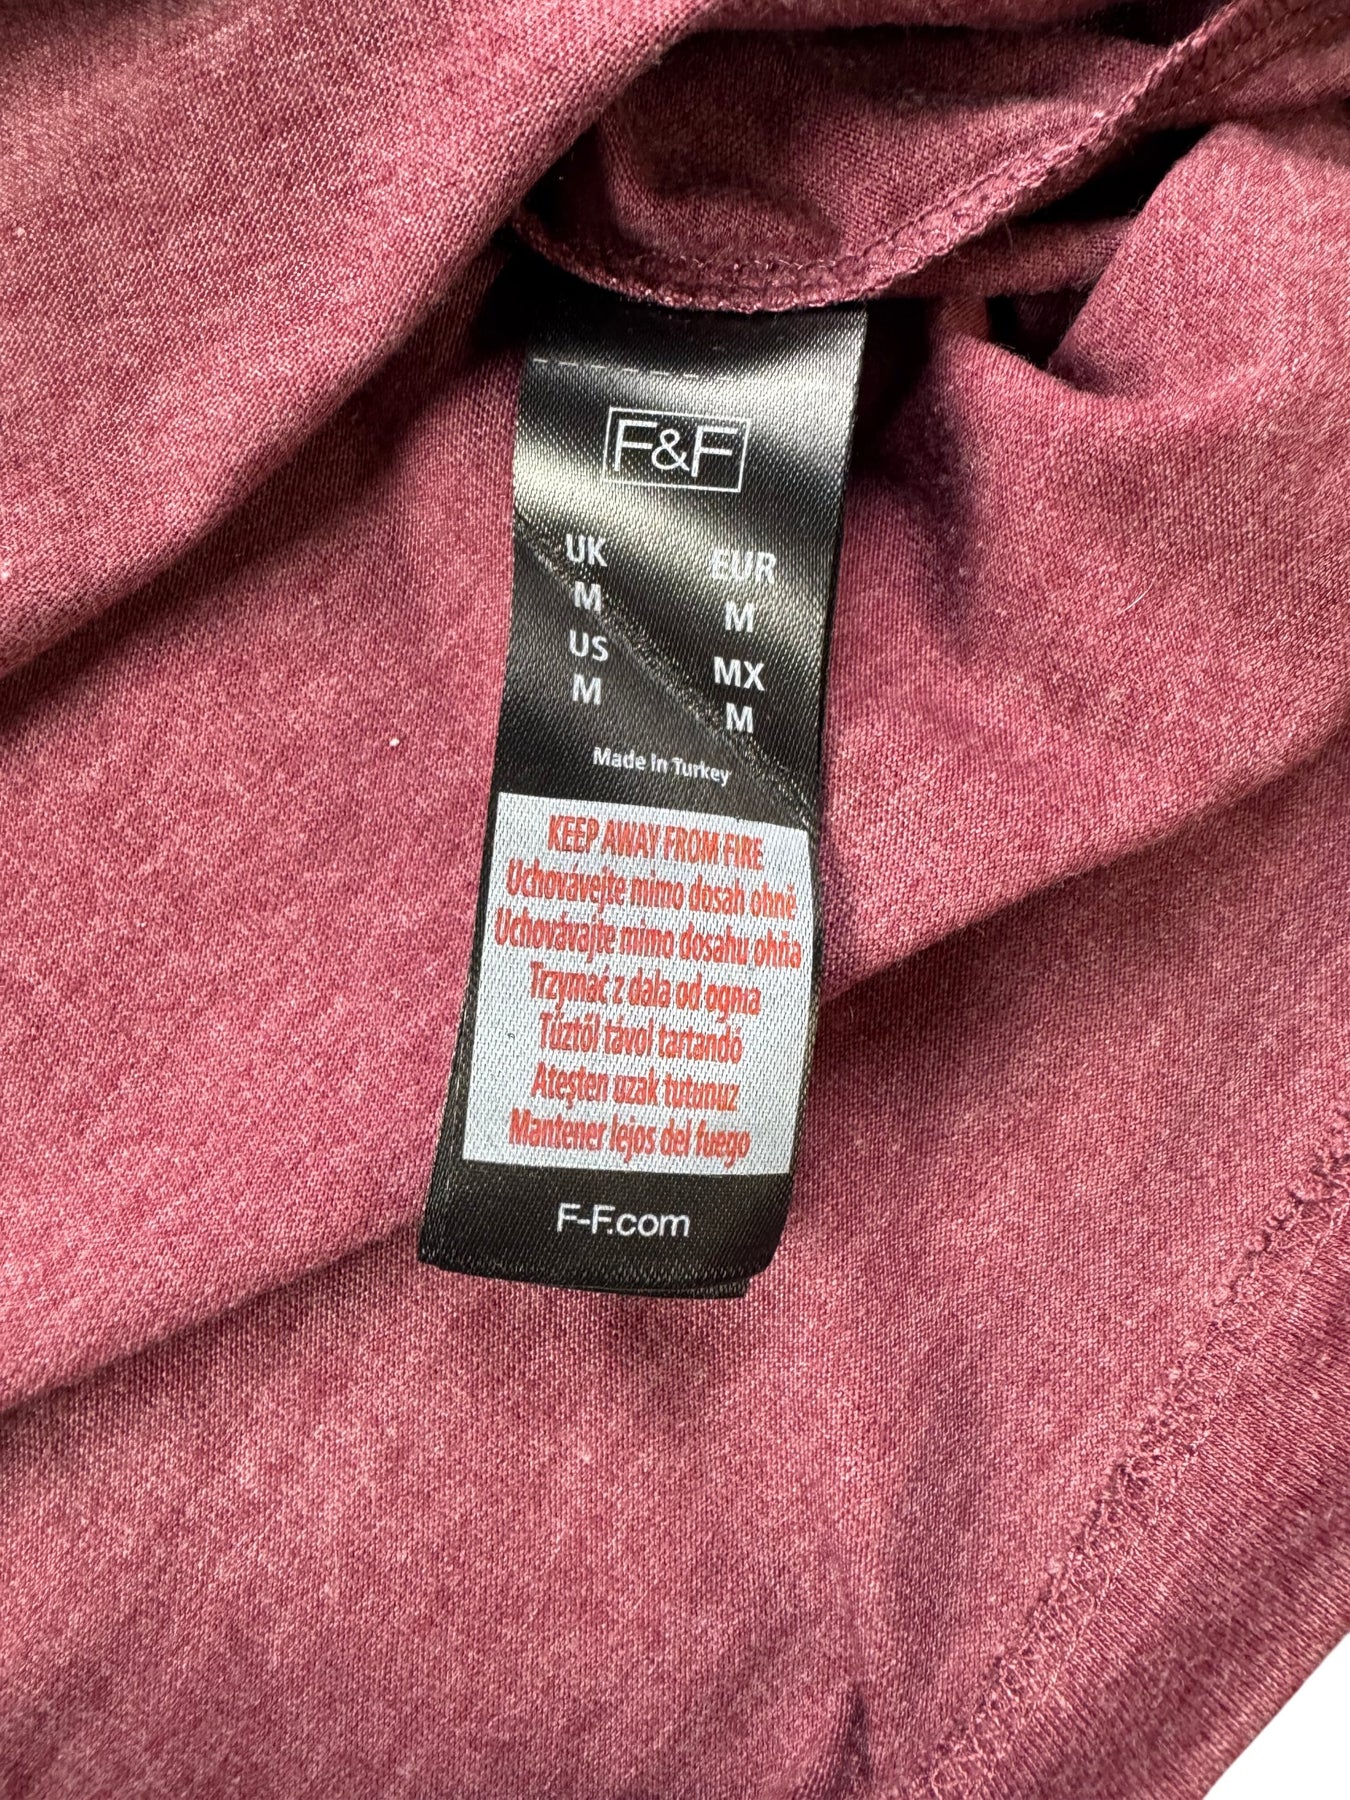 F&F
UK EUR
M M
US MX
M M
Made in Turkey
KEEP AWAY FROM FIRE
Uchovávejte mimo dosah ohně
Uchovávajte mimo dosahu ohňa
Trzymać z dala od ognia
Tűztől távol tartandó
Ateşten uzak tutunuz
Mantener lejos del fuego
F-F.com